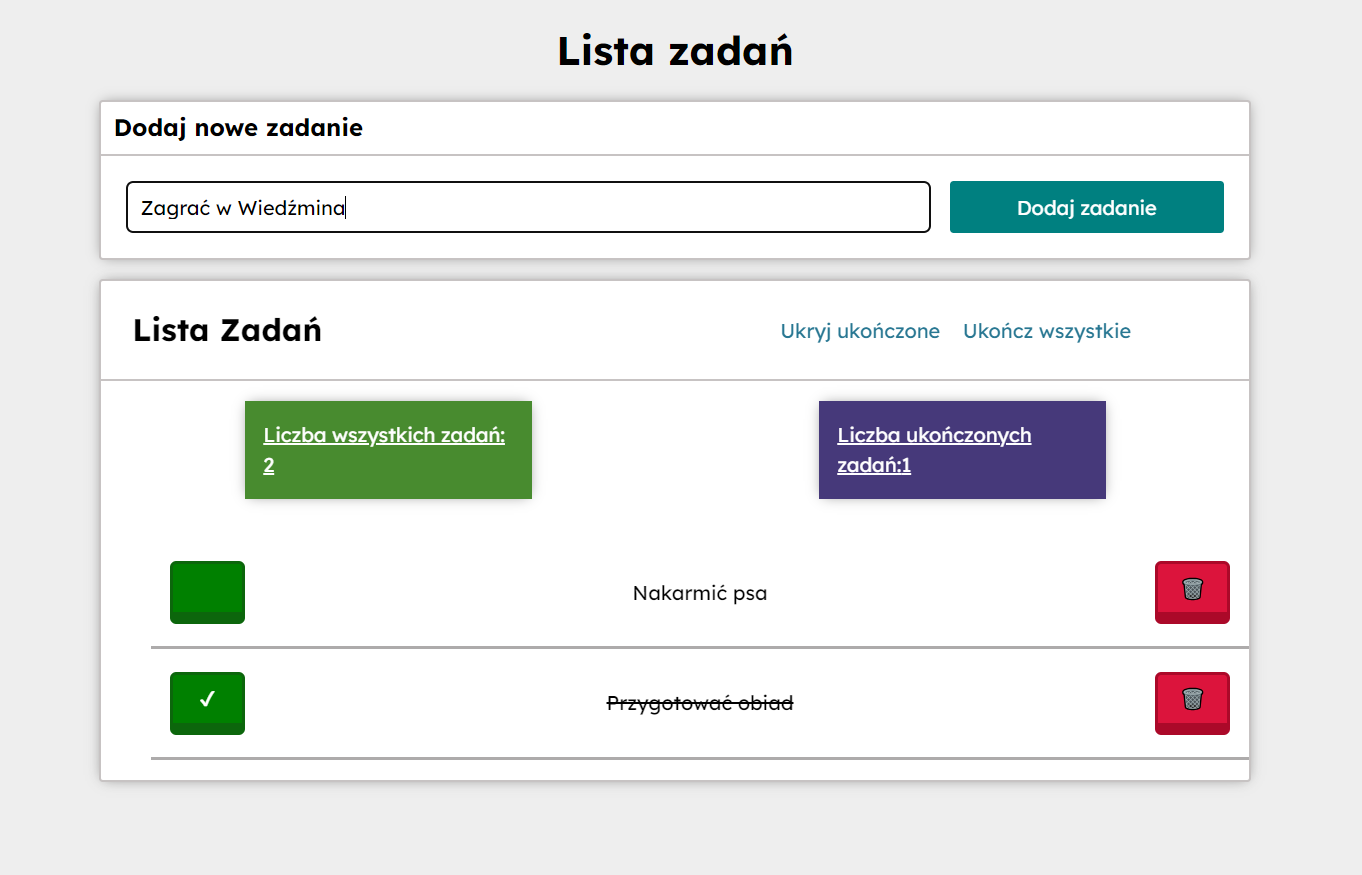 Lista zadań
Dodaj nowe zadanie
Zagrać w Wiedźmina
Dodaj zadanie
Lista Zadań
Ukryj ukończone
Ukończ wszystkie
Liczba wszystkich zadań:
2
Liczba ukończonych
zadań:1
Nakarmić psa
Przygotować obiad